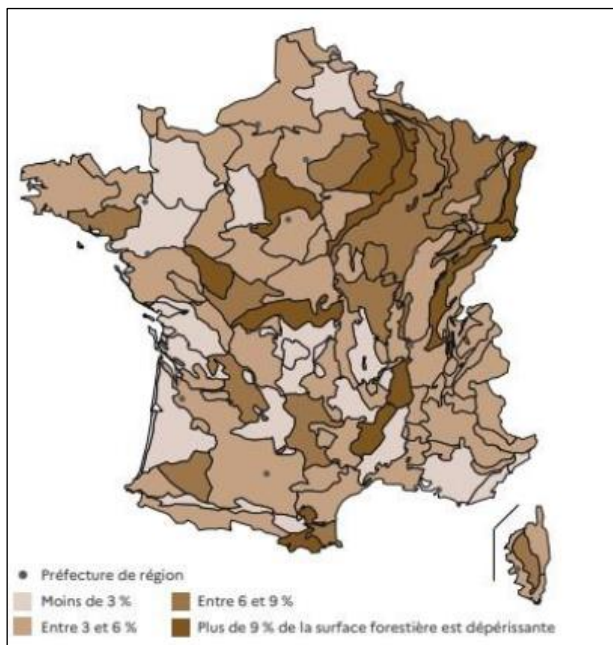 Préfecture de région
Moins de 3 %
Entre 6 et 9 %
Entre 3 et 6 %
Plus de 9 % de la surface forestière est dépérissante